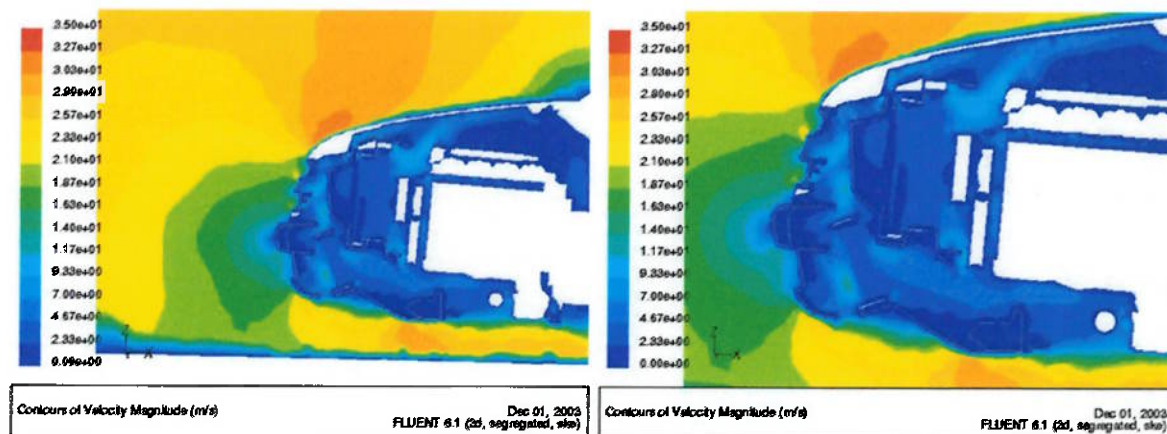 3.50e+01
3.27e+01
3.03e+01
2.80e+01
2.57e+01
2.33e+01
2.10e+01
1.87e+01
1.63e+01
1.40e+01
1.17e+01
9.33e+00
7.00e+00
4.67e+00
2.33e+00
0.00e+00
Z
X
Contours of Velocity Magnitude (m/s)
Dec 01, 2003
FLUENT 6.1 (2d, segregated, ske)
3.50e+01
3.27e+01
3.03e+01
2.80e+01
2.57e+01
2.33e+01
2.10e+01
1.87e+01
1.63e+01
1.40e+01
1.17e+01
9.33e+00
7.00e+00
4.67e+00
2.33e+00
0.00e+00
Z
X
Contours of Velocity Magnitude (m/s)
Dec 01, 2003
FLUENT 6.1 (2d, segregated, ske)